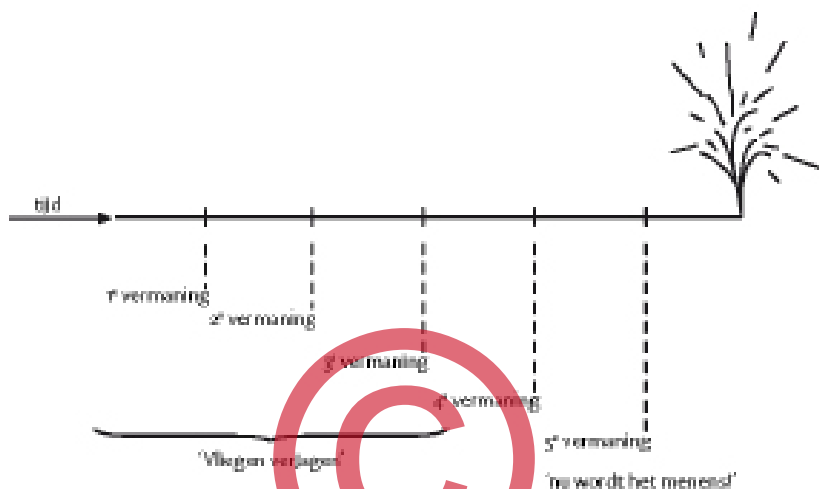 tijd
1e vermaning
2e vermaning
3e vermaning
4e vermaning
5e vermaning
'Vliegen verjagen'
'nu wordt het menens!'